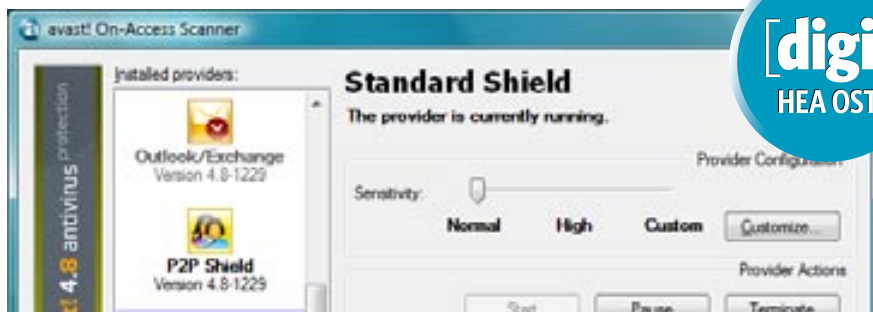 avast! On-Access Scanner
[digi
HEA OST
Installed providers:
Outlook/Exchange
Version 4.8-1229
P2P Shield
Version 4.8-1229
antivirus protection
4.8
Standard Shield
The provider is currently running.
Provider Configuration
Sensitivity:
Normal High Custom Customize...
Provider Actions
Start Pause Terminate